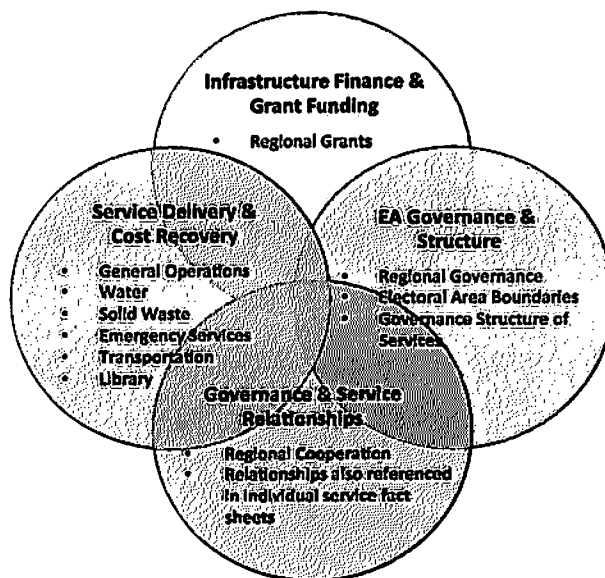 Infrastructure Finance &
Grant Funding
• Regional Grants
Service Delivery &
Cost Recovery
• General Operations
• Water
• Solid Waste
• Emergency Services
• Transportation
• Library
EA Governance &
Structure
• Regional Governance
• Electoral Area Boundaries
• Governance Structure of
Services
Governance & Service
Relationships
• Regional Cooperation
• Relationships also referenced
in individual service fact
sheets